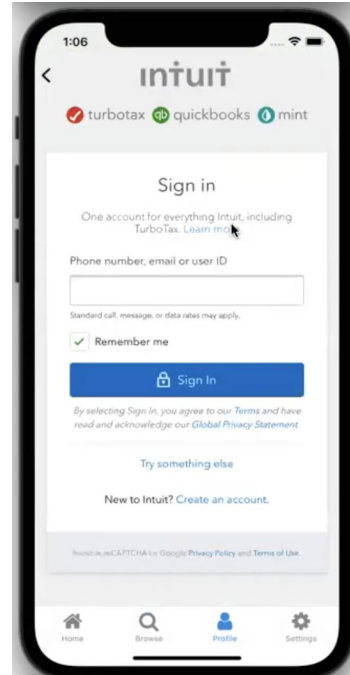 1:06
ıntuıt
turbotax qb quickbooks mint
Sign in
One account for everything Intuit, including
TurboTax. Learn more
Phone number, email or user ID
Standard call, message, or data rates may apply.
Remember me
Sign In
By selecting Sign In, you agree to our Terms and have
read and acknowledge our Global Privacy Statement
Try something else
New to Intuit? Create an account.
Invisible reCAPTCHA by Google Privacy Policy and Terms of Use.
Home
Browse
Profile
Settings